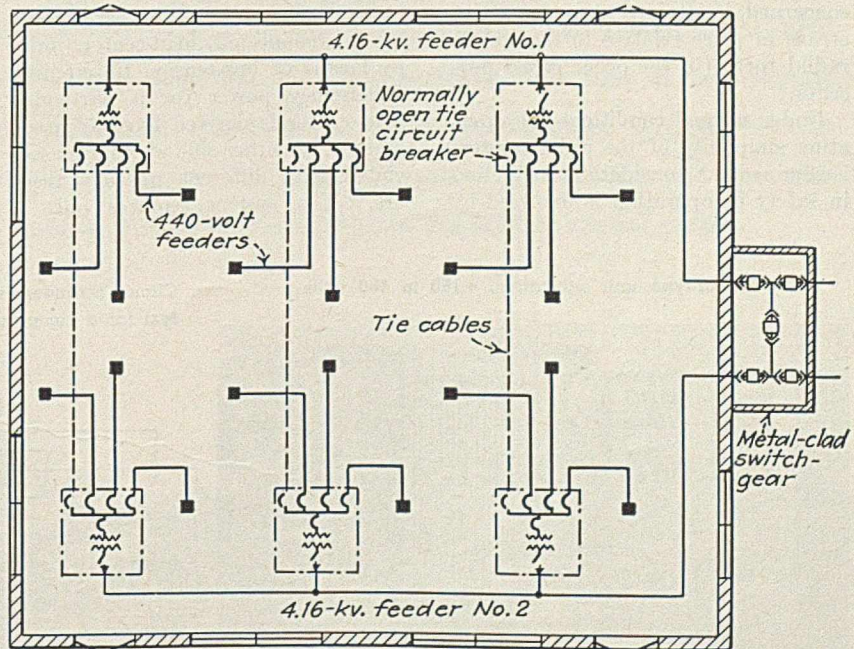 4.16-kv. feeder No.1
Normally
open tie
circuit
breaker
440-volt
feeders
Tie cables
Metal-clad
switch-
gear
4.16-kv. feeder No.2